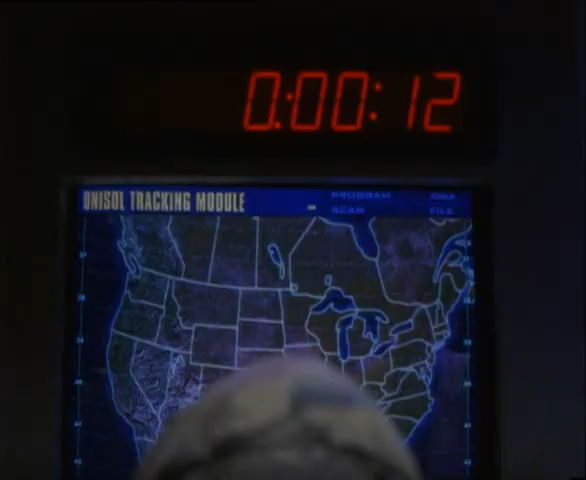 0:00:12
UNISOL TRACKING MODULE
PROGRAM
SCAN
FILE